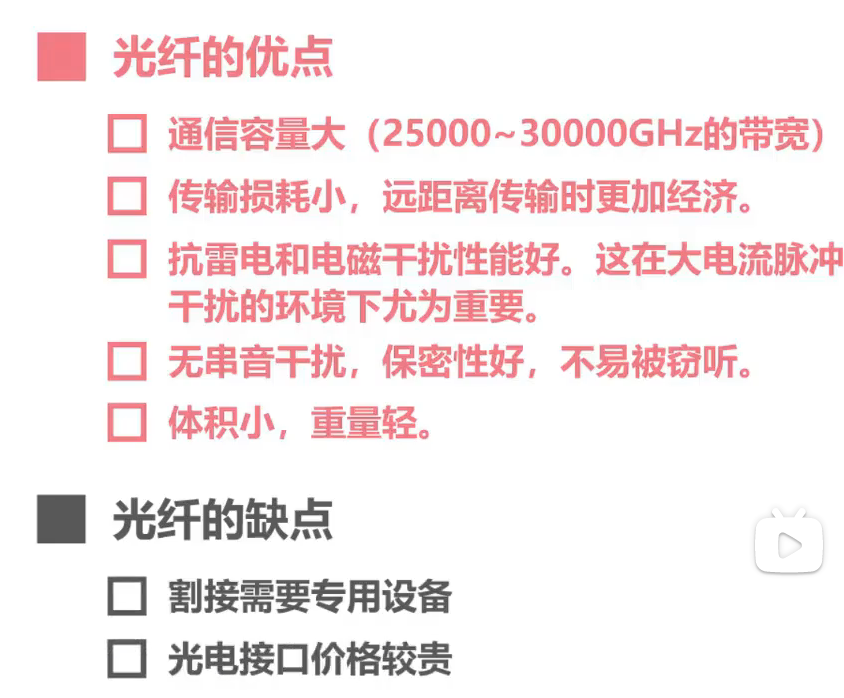 光纤的优点
通信容量大（25000~30000GHz的带宽）
传输损耗小，远距离传输时更加经济。
抗雷电和电磁干扰性能好。这在大电流脉冲
干扰的环境下尤为重要。
无串音干扰，保密性好，不易被窃听。
体积小，重量轻。
光纤的缺点
割接需要专用设备
光电接口价格较贵